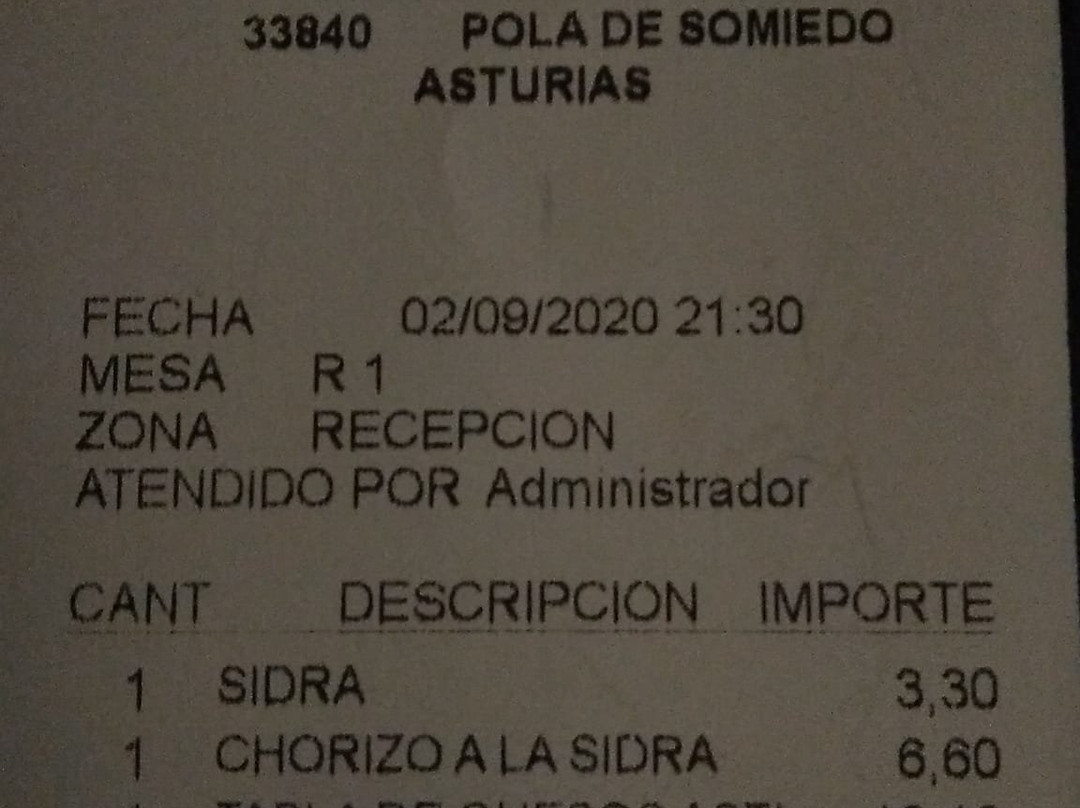 33840 POLA DE SOMIEDO
ASTURIAS
FECHA 02/09/2020 21:30
MESA R 1
ZONA RECEPCION
ATENDIDO POR Administrador
CANT DESCRIPCION IMPORTE
1 SIDRA 3,30
1 CHORIZO A LA SIDRA 6,60